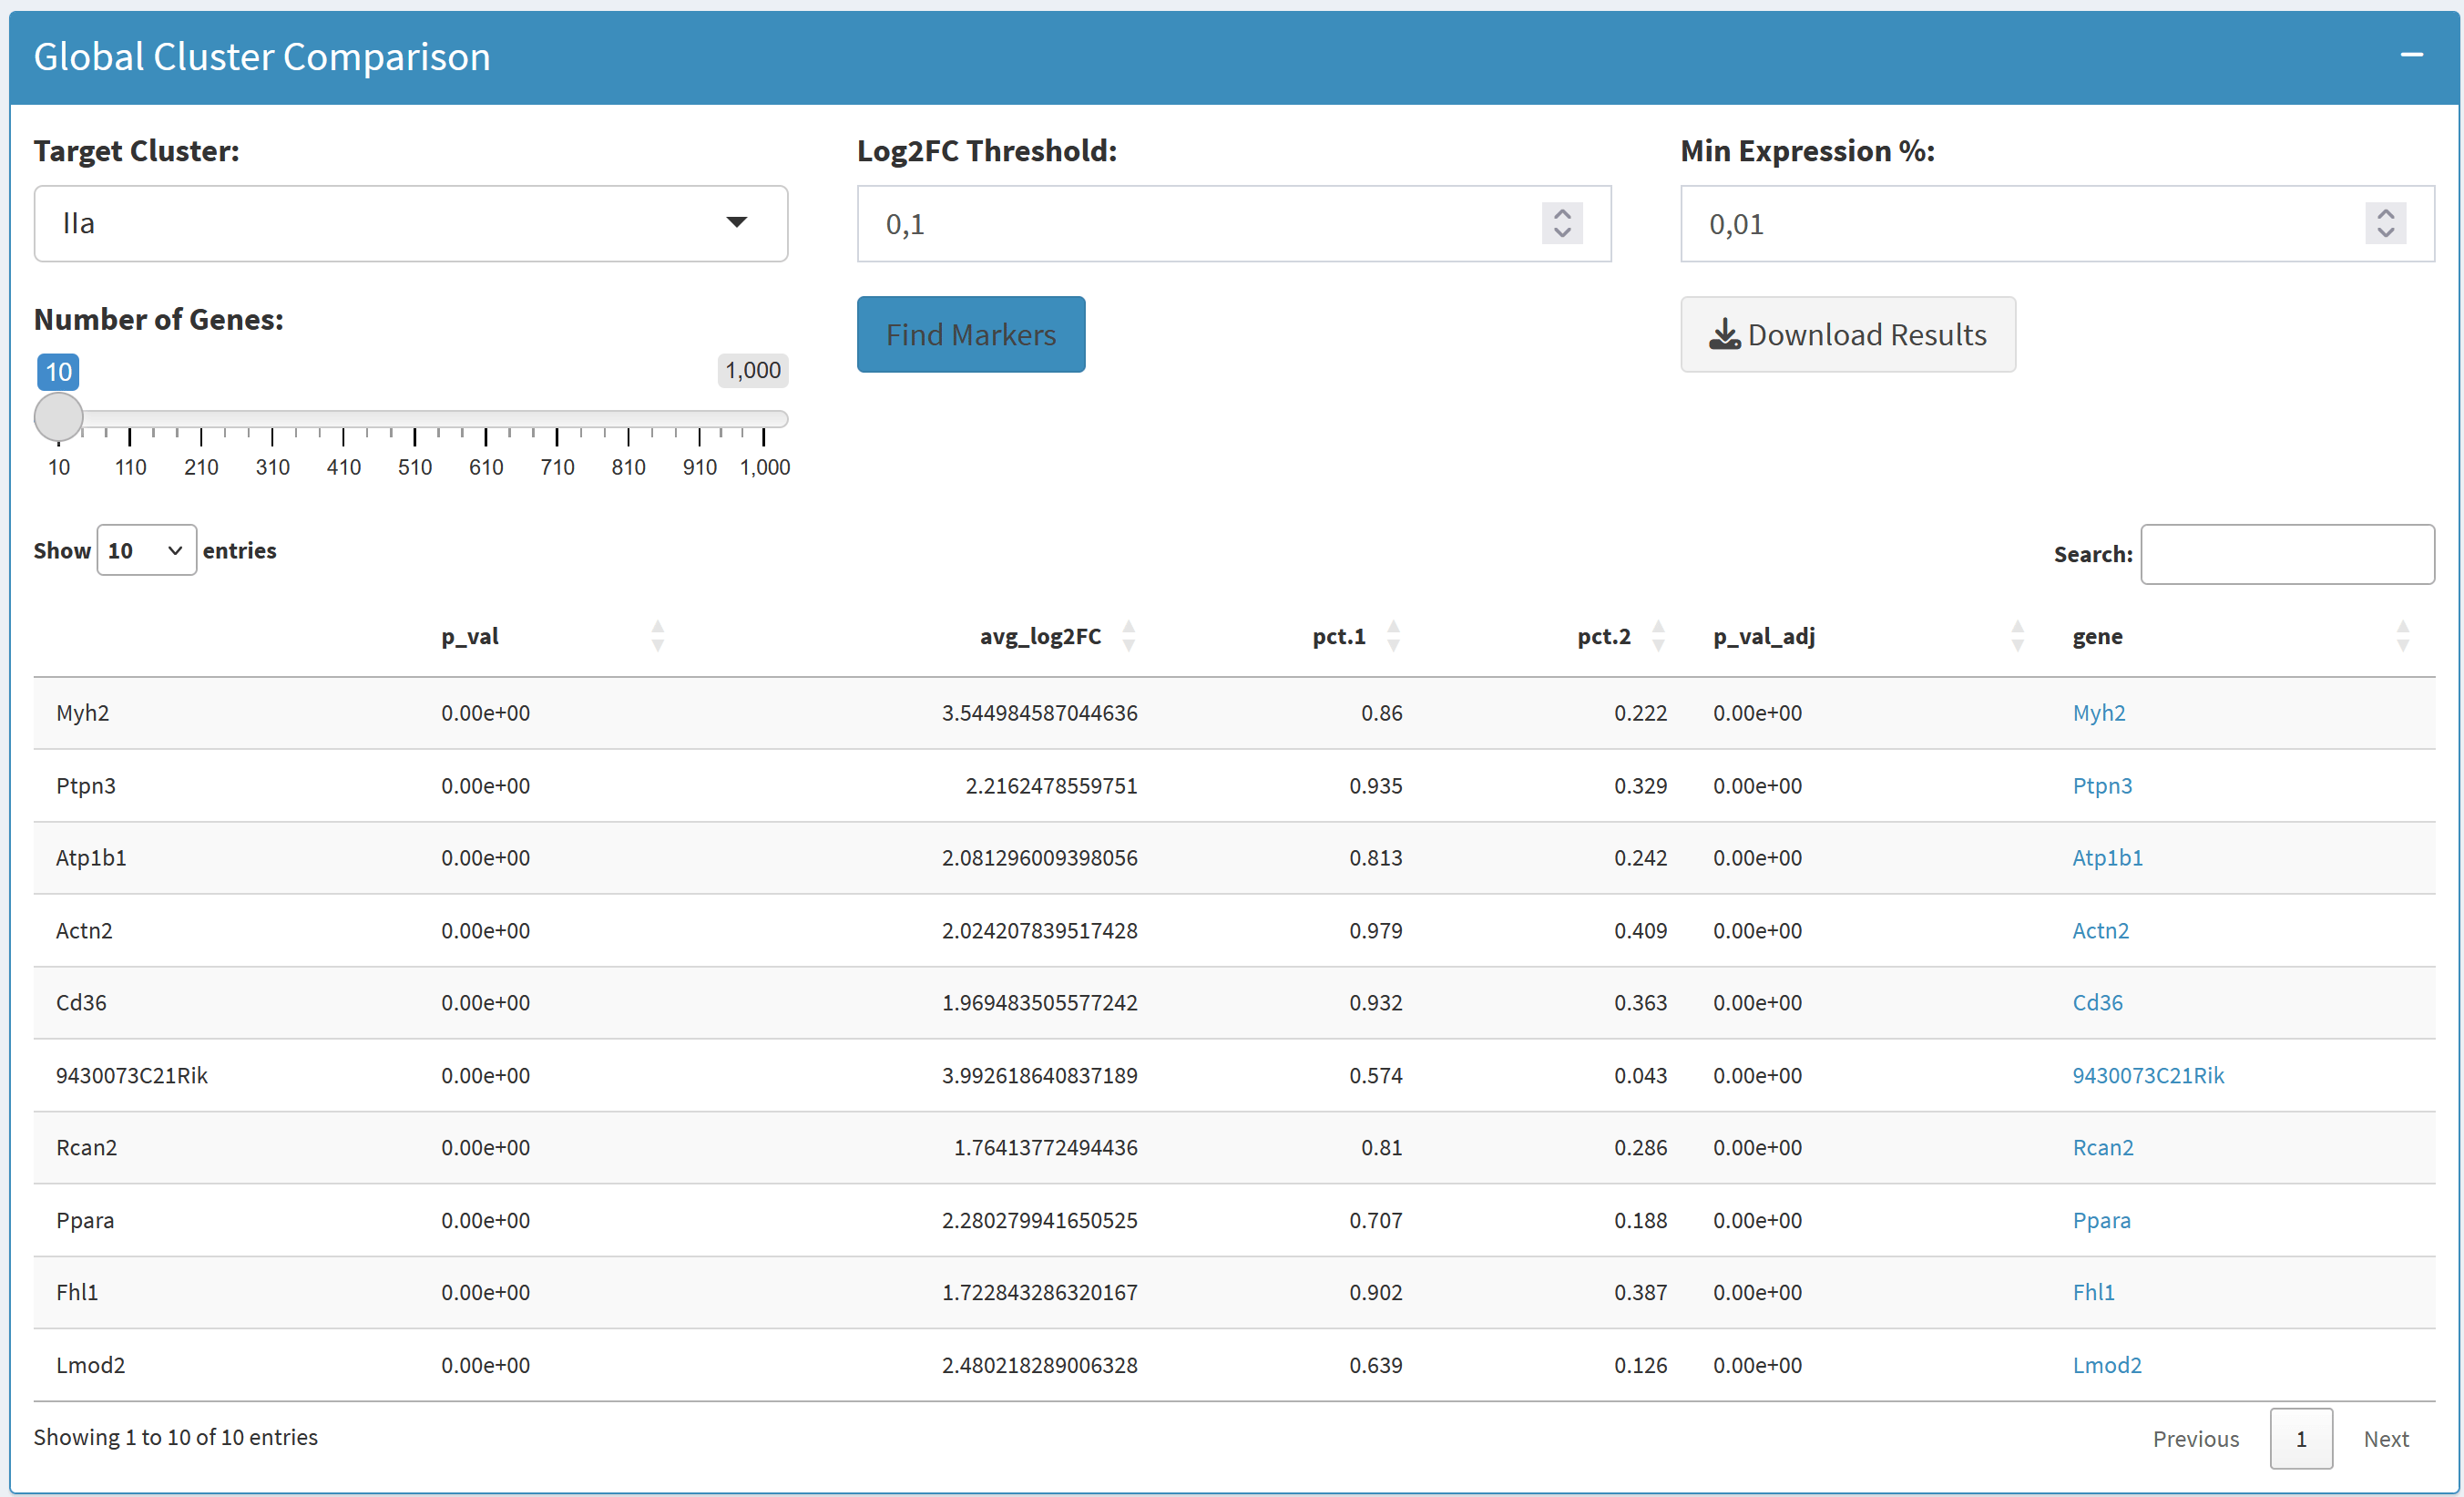 Global Cluster Comparison
Target Cluster: Log2FC Threshold: Min Expression %:
IIa 0,1 0,01
Number of Genes: Find Markers Download Results
10 1,000
10 110 210 310 410 510 610 710 810 910 1,000
Show 10 entries Search:
p_val avg_log2FC pct.1 pct.2 p_val_adj gene
Myh2 0.00e+00 3.544984587044636 0.86 0.222 0.00e+00 Myh2
Ptpn3 0.00e+00 2.2162478559751 0.935 0.329 0.00e+00 Ptpn3
Atp1b1 0.00e+00 2.081296009398056 0.813 0.242 0.00e+00 Atp1b1
Actn2 0.00e+00 2.024207839517428 0.979 0.409 0.00e+00 Actn2
Cd36 0.00e+00 1.969483505577242 0.932 0.363 0.00e+00 Cd36
9430073C21Rik 0.00e+00 3.992618640837189 0.574 0.043 0.00e+00 9430073C21Rik
Rcan2 0.00e+00 1.76413772494436 0.81 0.286 0.00e+00 Rcan2
Ppara 0.00e+00 2.280279941650525 0.707 0.188 0.00e+00 Ppara
Fhl1 0.00e+00 1.722843286320167 0.902 0.387 0.00e+00 Fhl1
Lmod2 0.00e+00 2.480218289006328 0.639 0.126 0.00e+00 Lmod2
Showing 1 to 10 of 10 entries Previous 1 Next